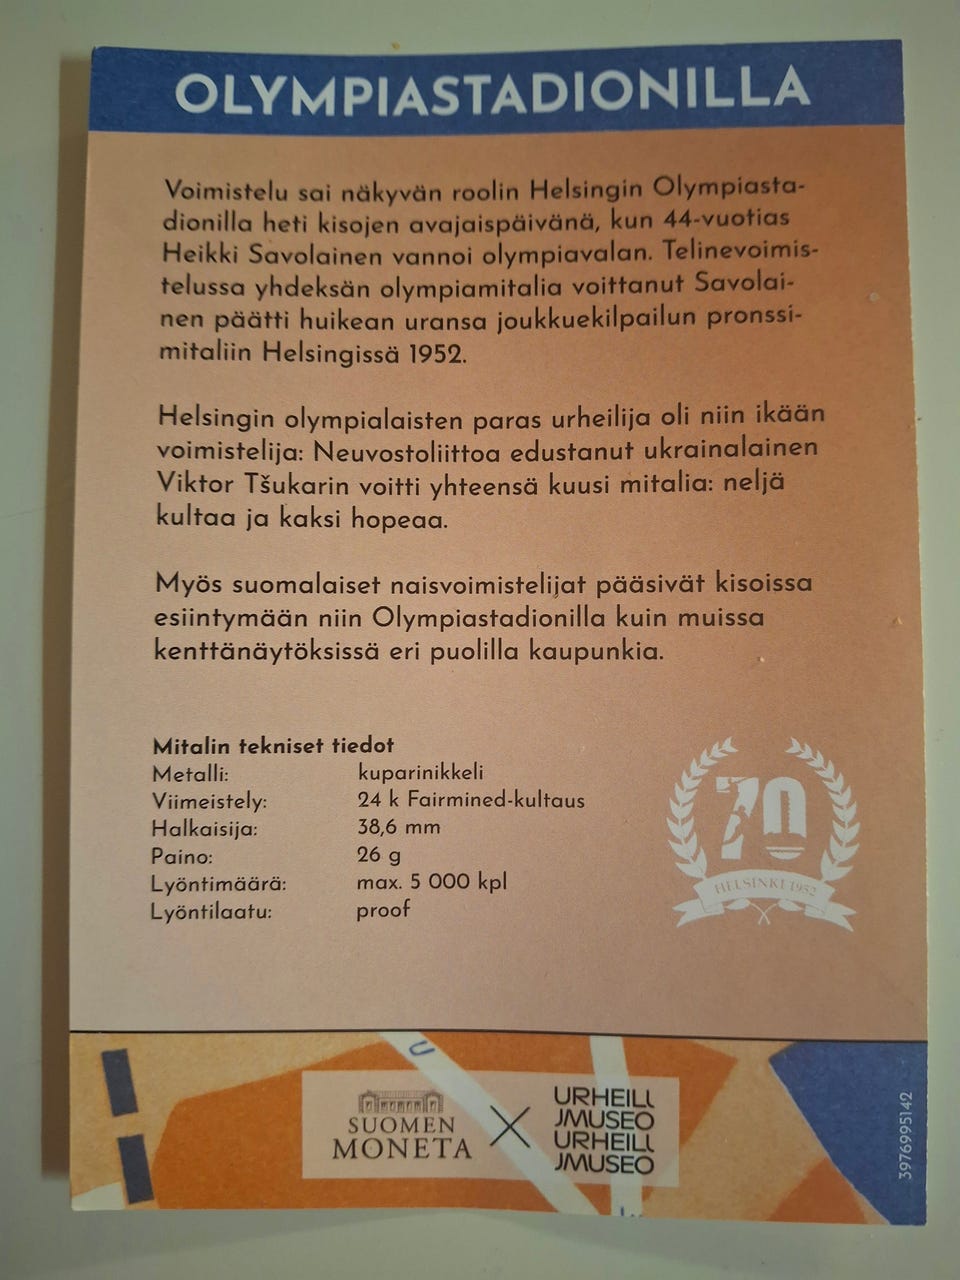 OLYMPIASTADIONILLA
Voimistelu sai näkyvän roolin Helsingin Olympiasta-
dionilla heti kisojen avajaispäivänä, kun 44-vuotias
Heikki Savolainen vannoi olympiavalan. Telinevoimis-
telussa yhdeksän olympiamitalia voittanut Savolai-
nen päätti huikean uransa joukkuekilpailun pronssi-
mitaliin Helsingissä 1952.
Helsingin olympialaisten paras urheilija oli niin ikään
voimistelija: Neuvostoliittoa edustanut ukrainalainen
Viktor Tšukarin voitti yhteensä kuusi mitalia: neljä
kultaa ja kaksi hopeaa.
Myös suomalaiset naisvoimistelijat pääsivät kisoissa
esiintymään niin Olympiastadionilla kuin muissa
kenttänäytöksissä eri puolilla kaupunkia.
Mitalin tekniset tiedot
Metalli: kuparinikkeli
Viimeistely: 24 k Fairmined-kultaus
Halkaisija: 38,6 mm
Paino: 26 g
Lyöntimäärä: max. 5 000 kpl
Lyöntilaatu: proof
70
HELSINKI 1952
SUOMEN
MONETA
X
URHEILU
JMUSEO
URHEILU
JMUSEO
3976995142